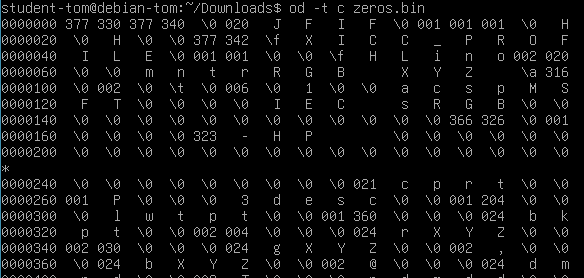 student-tom@debian-tom:~/Downloads$ od -t c zeros.bin
0000000 377 330 377 340  \0 020   J   F   I   F  \0 001 001 001  \0   H
0000020  \0   H  \0  \0 377 342  \f   X   I   C   C   _   P   R   O   F
0000040   I   L   E  \0 001 001  \0  \0  \f   H   L   i   n   o 002 020
0000060  \0  \0   m   n   t   r   R   G   B       X   Y   Z      \a 316
0000100  \0 002  \0  \t  \0 006  \0   1  \0  \0   a   c   s   p   M   S
0000120   F   T  \0  \0  \0  \0   I   E   C       s   R   G   B  \0  \0
0000140  \0  \0  \0  \0  \0  \0  \0  \0  \0  \0  \0  \0 366 326  \0 001
0000160  \0  \0  \0  \0 323   -   H   P          \0  \0  \0  \0  \0  \0
0000200  \0  \0  \0  \0  \0  \0  \0  \0  \0  \0  \0  \0  \0  \0  \0  \0
*
0000240  \0  \0  \0  \0  \0  \0  \0 021   c   p   r   t  \0  \0
0000260 001   P  \0  \0  \0   3   d   e   s   c  \0  \0 001 204  \0  \0
0000300  \0   l   w   t   p   t  \0  \0 001 360  \0  \0  \0 024   b   k
0000320   p   t  \0  \0 002 004  \0  \0  \0 024   r   X   Y   Z  \0  \0
0000340 002 030  \0  \0  \0 024   g   X   Y   Z  \0  \0 002   ,  \0  \0
0000360  \0 024   b   X   Y   Z  \0  \0 002   @  \0  \0  \0 024   d   m